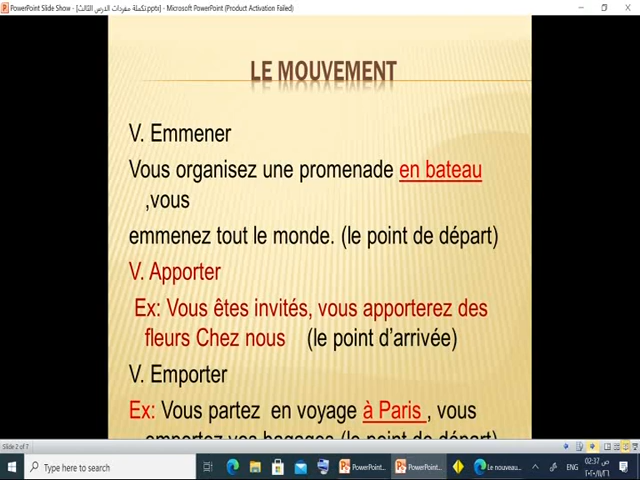 PowerPoint Slide Show - [تكملة مفردات الدرس الثالث.pptx] - Microsoft PowerPoint (Product Activation Failed)
LE MOUVEMENT
V. Emmener
Vous organisez une promenade en bateau
,vous
emmenez tout le monde. (le point de départ)
V. Apporter
Ex: Vous êtes invités, vous apporterez des
fleurs Chez nous (le point d'arrivée)
V. Emporter
Ex: Vous partez en voyage à Paris , vous
emportez vos bagages (le point de départ)
Slide 2 of 7
Type here to search
PowerPoint...
PowerPoint...
Le nouveau...
ENG
02:37 ص